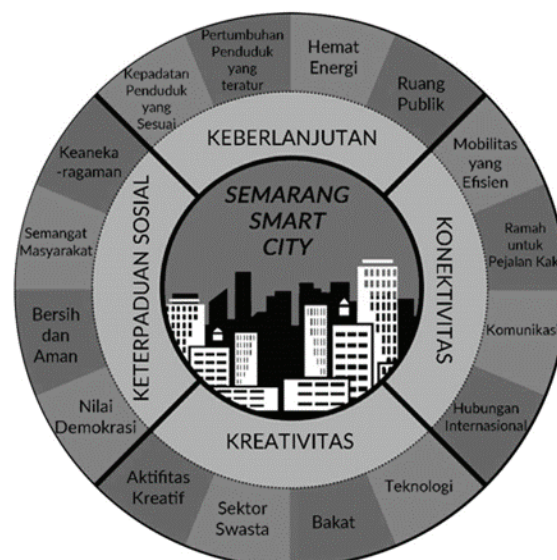 SEMARANG
SMART
CITY
KEBERLANJUTAN
Kepadatan
Penduduk
yang
Sesuai
Pertumbuhan
Penduduk
yang
teratur
Hemat
Energi
Ruang
Publik
KONEKTIVITAS
Mobilitas
yang
Efisien
Ramah
untuk
Pejalan Kaki
Komunikasi
Hubungan
Internasional
KREATIVITAS
Teknologi
Bakat
Sektor
Swasta
Aktifitas
Kreatif
KETERPADUAN SOSIAL
Nilai
Demokrasi
Bersih
dan
Aman
Semangat
Masyarakat
Keaneka
-ragaman